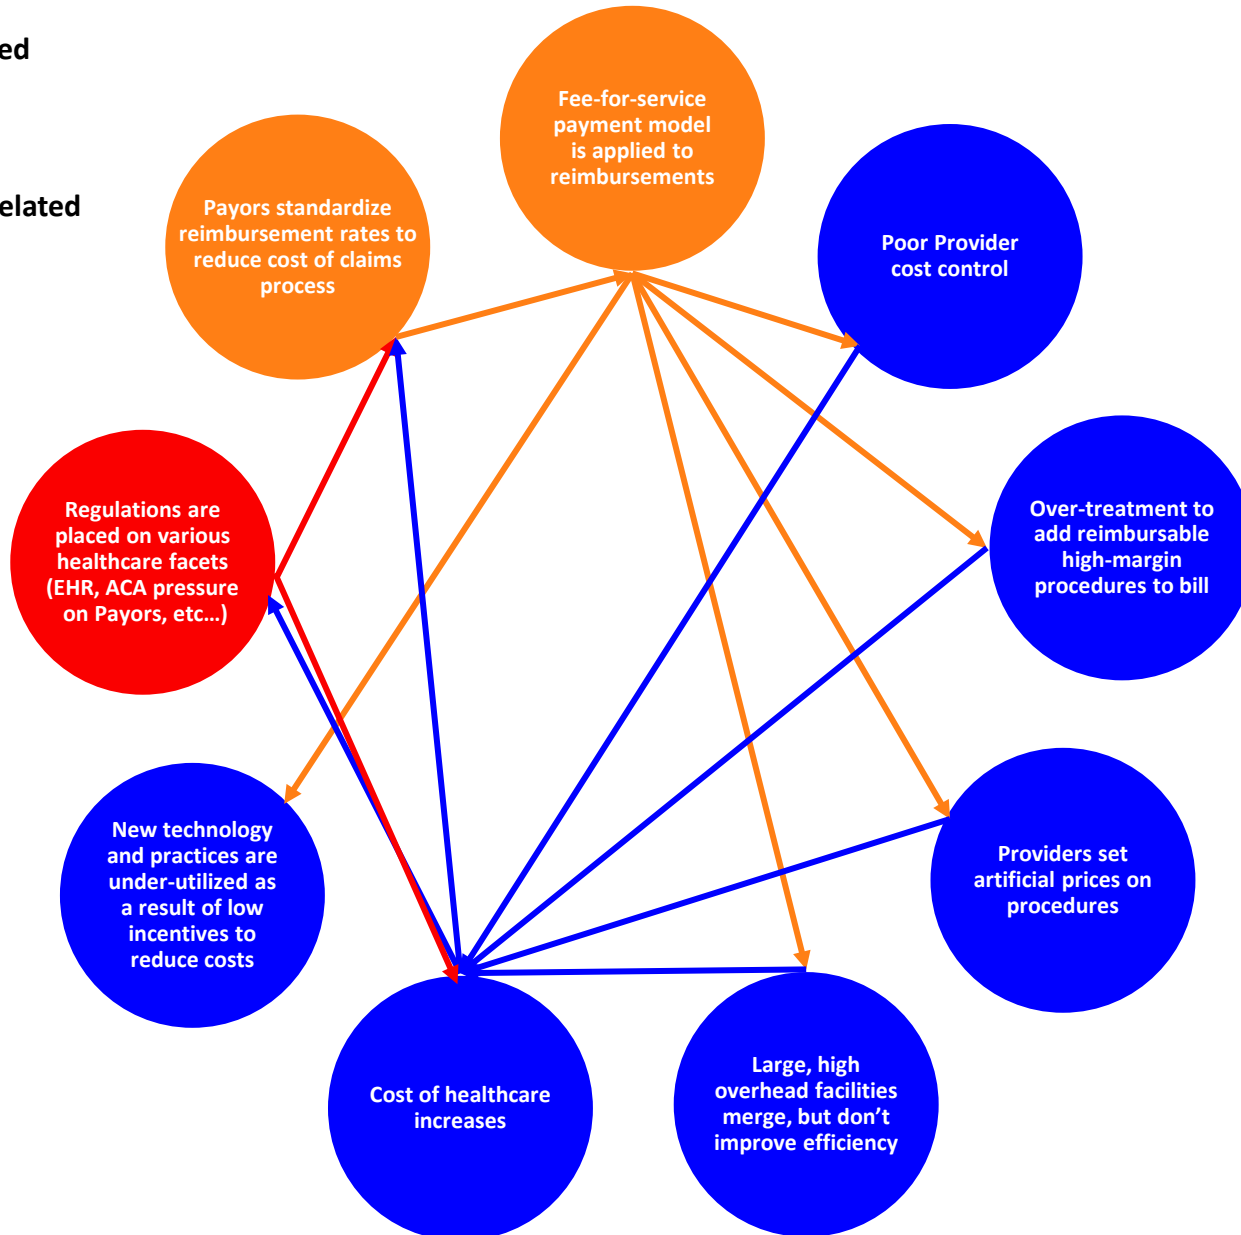 ed
elated
Fee-for-service
payment model
is applied to
reimbursements
Payors standardize
reimbursement rates to
reduce cost of claims
process
Poor Provider
cost control
Regulations are
placed on various
healthcare facets
(EHR, ACA pressure
on Payors, etc…)
Over-treatment to
add reimbursable
high-margin
procedures to bill
New technology
and practices are
under-utilized as
a result of low
incentives to
reduce costs
Providers set
artificial prices on
procedures
Cost of healthcare
increases
Large, high
overhead facilities
merge, but don’t
improve efficiency